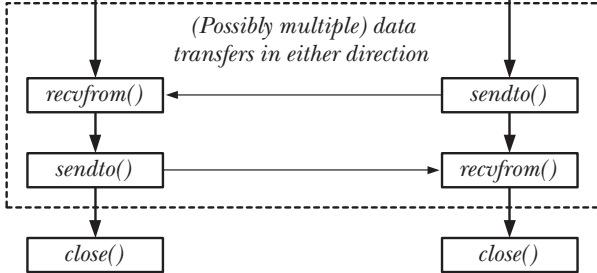 (Possibly multiple) data
transfers in either direction
recvfrom() sendto()
sendto() recvfrom()
close() close()